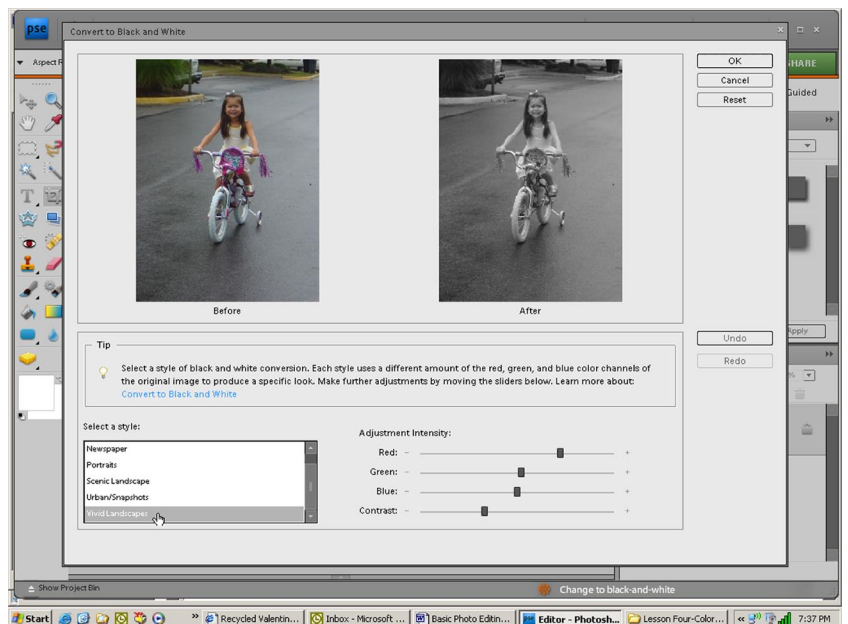 pse
Convert to Black and White
Aspect R
SHARE
Guided
OK
Cancel
Reset
Before
After
Apply
Undo
Redo
Tip
Select a style of black and white conversion. Each style uses a different amount of the red, green, and blue color channels of
the original image to produce a specific look. Make further adjustments by moving the sliders below. Learn more about:
Convert to Black and White
%
Select a style:
Newspaper
Portraits
Scenic Landscape
Urban/Snapshots
Vivid Landscapes
Adjustment Intensity:
Red: - +
Green: - +
Blue: - +
Contrast: - +
Show Project Bin
Change to black-and-white
Start
Recycled Valentin...
Inbox - Microsoft ...
Basic Photo Editin...
Editor - Photosh...
Lesson Four-Color...
7:37 PM